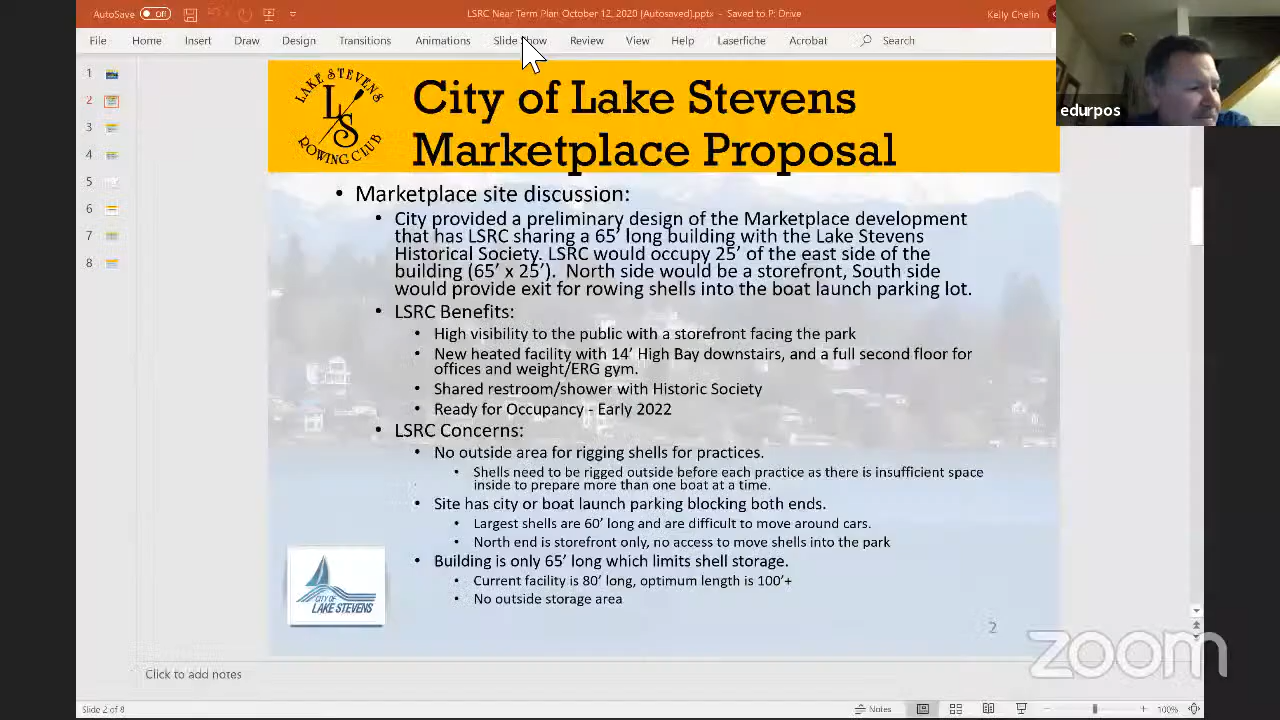 AutoSave Off
LSRC Near Term Plan October 12, 2020 [Autosaved].pptx - Saved to P: Drive
Kelly Chelin
File Home Insert Draw Design Transitions Animations Slide Show Review View Help Laserfiche Acrobat Search
edurpos
1
2
3
4
5
6
7
8
LAKE STEVENS
LS
ROWING CLUB
City of Lake Stevens
Marketplace Proposal
• Marketplace site discussion:
• City provided a preliminary design of the Marketplace development
that has LSRC sharing a 65’ long building with the Lake Stevens
Historical Society. LSRC would occupy 25’ of the east side of the
building (65’ x 25’). North side would be a storefront, South side
would provide exit for rowing shells into the boat launch parking lot.
• LSRC Benefits:
• High visibility to the public with a storefront facing the park
• New heated facility with 14’ High Bay downstairs, and a full second floor for
offices and weight/ERG gym.
• Shared restroom/shower with Historic Society
• Ready for Occupancy - Early 2022
• LSRC Concerns:
• No outside area for rigging shells for practices.
• Shells need to be rigged outside before each practice as there is insufficient space
inside to prepare more than one boat at a time.
• Site has city or boat launch parking blocking both ends.
• Largest shells are 60’ long and are difficult to move around cars.
• North end is storefront only, no access to move shells into the park
• Building is only 65’ long which limits shell storage.
• Current facility is 80’ long, optimum length is 100’+
• No outside storage area
CITY OF
LAKE STEVENS
2
zoom
Click to add notes
Slide 2 of 8
Notes
100%